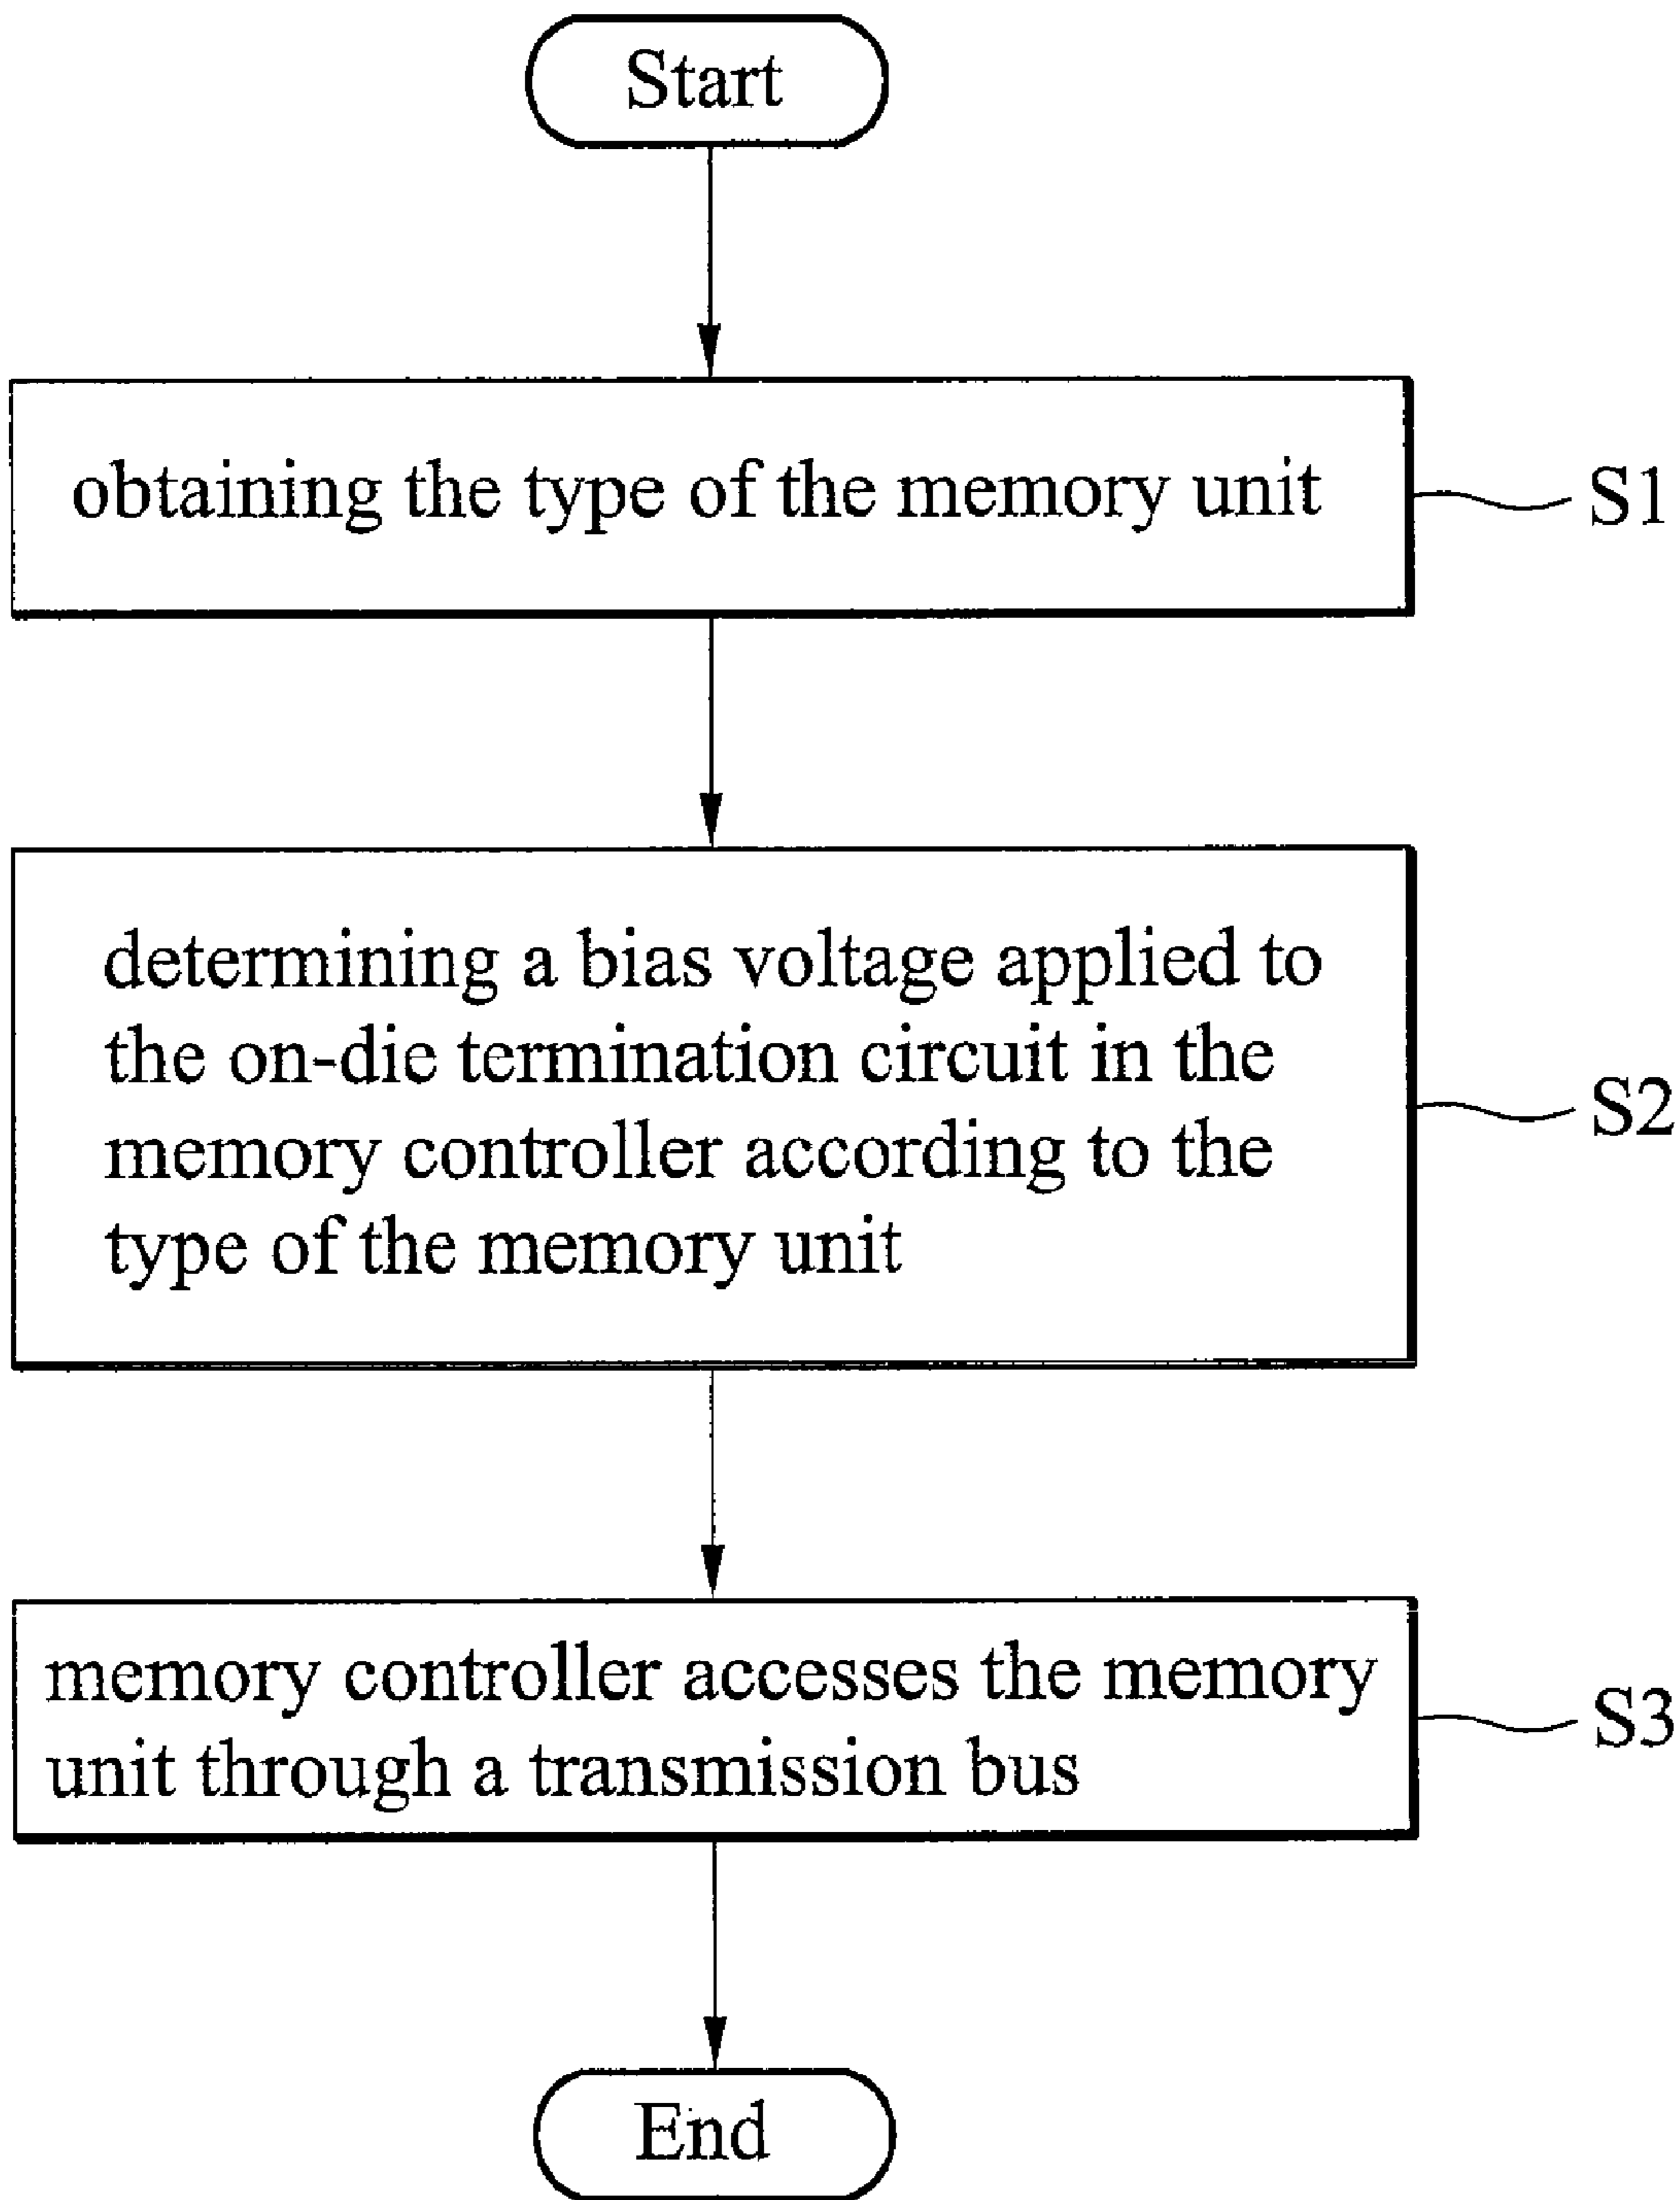 Start
obtaining the type of the memory unit
S1
determining a bias voltage applied to
the on-die termination circuit in the
memory controller according to the
type of the memory unit
S2
memory controller accesses the memory
unit through a transmission bus
S3
End